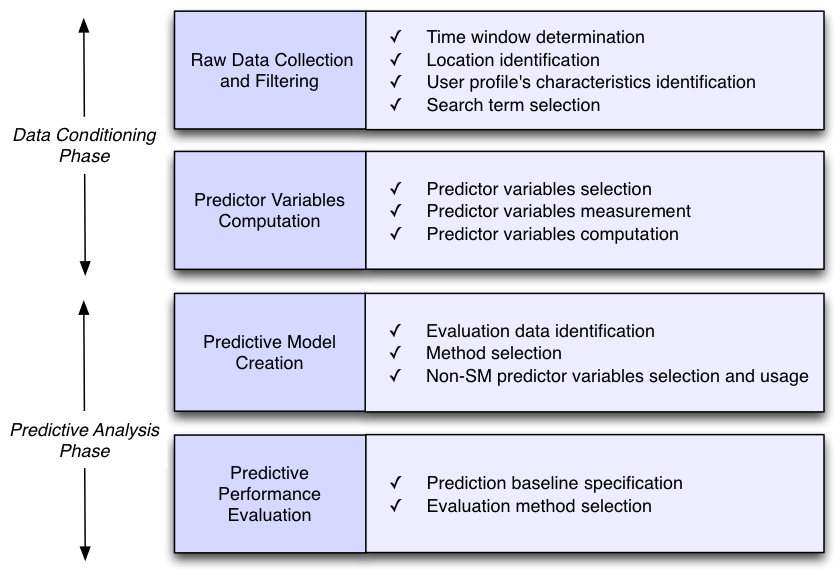 Data Conditioning
Phase
Raw Data Collection
and Filtering
✓ Time window determination
✓ Location identification
✓ User profile's characteristics identification
✓ Search term selection
Predictor Variables
Computation
✓ Predictor variables selection
✓ Predictor variables measurement
✓ Predictor variables computation
Predictive Analysis
Phase
Predictive Model
Creation
✓ Evaluation data identification
✓ Method selection
✓ Non-SM predictor variables selection and usage
Predictive
Performance
Evaluation
✓ Prediction baseline specification
✓ Evaluation method selection